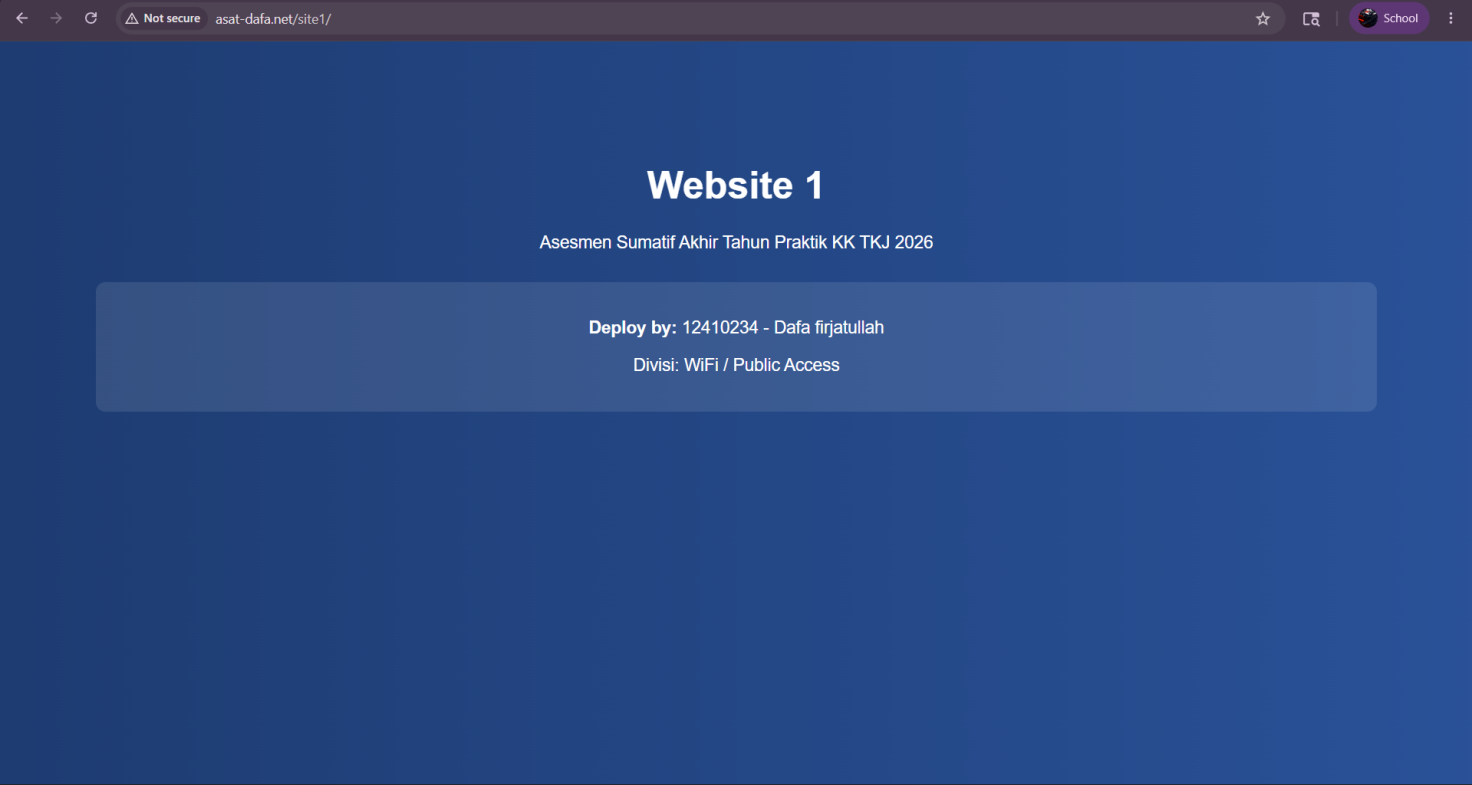 Not secure
asat-dafa.net/site1/
School
Website 1
Asesmen Sumatif Akhir Tahun Praktik KK TKJ 2026
Deploy by: 12410234 - Dafa firjatullah
Divisi: WiFi / Public Access